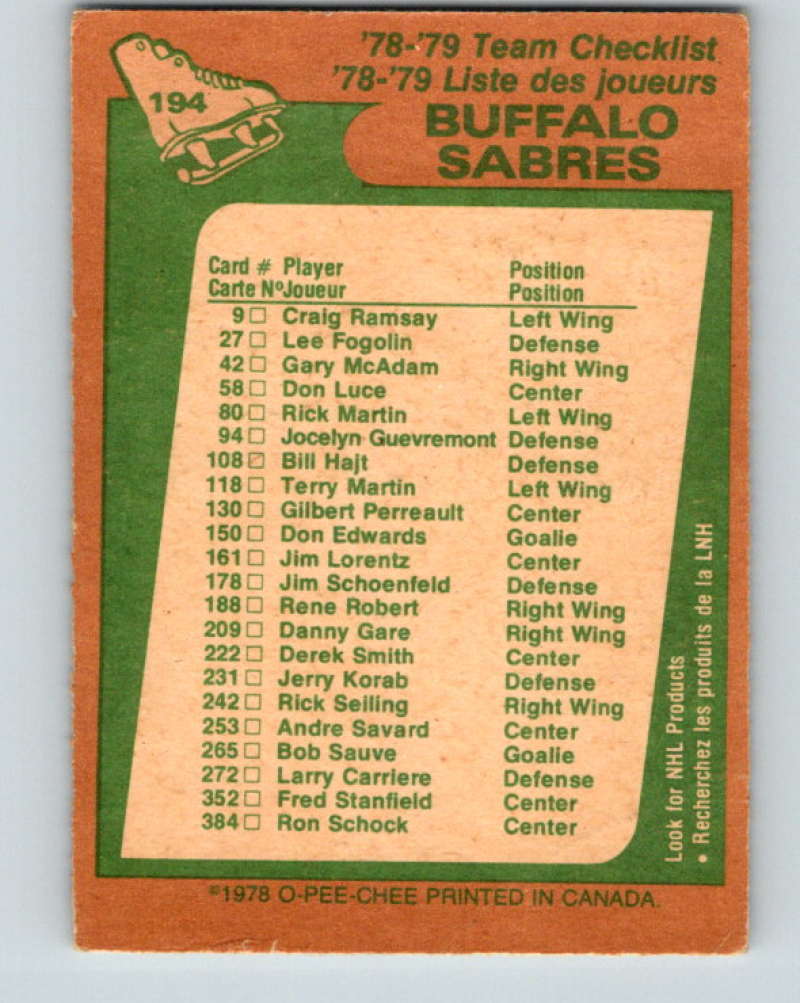 194
'78-'79 Team Checklist
'78-'79 Liste des joueurs
BUFFALO
SABRES
Card # Player Position
Carte Nº Joueur Position
9 □ Craig Ramsay Left Wing
27 □ Lee Fogolin Defense
42 □ Gary McAdam Right Wing
58 □ Don Luce Center
80 □ Rick Martin Left Wing
94 □ Jocelyn Guevremont Defense
108 ☑ Bill Hajt Defense
118 □ Terry Martin Left Wing
130 □ Gilbert Perreault Center
150 □ Don Edwards Goalie
161 □ Jim Lorentz Center
178 □ Jim Schoenfeld Defense
188 □ Rene Robert Right Wing
209 □ Danny Gare Right Wing
222 □ Derek Smith Center
231 □ Jerry Korab Defense
242 □ Rick Seiling Right Wing
253 □ Andre Savard Center
265 □ Bob Sauve Goalie
272 □ Larry Carriere Defense
352 □ Fred Stanfield Center
384 □ Ron Schock Center
Look for NHL Products
• Recherchez les produits de la LNH
©1978 O-PEE-CHEE PRINTED IN CANADA.